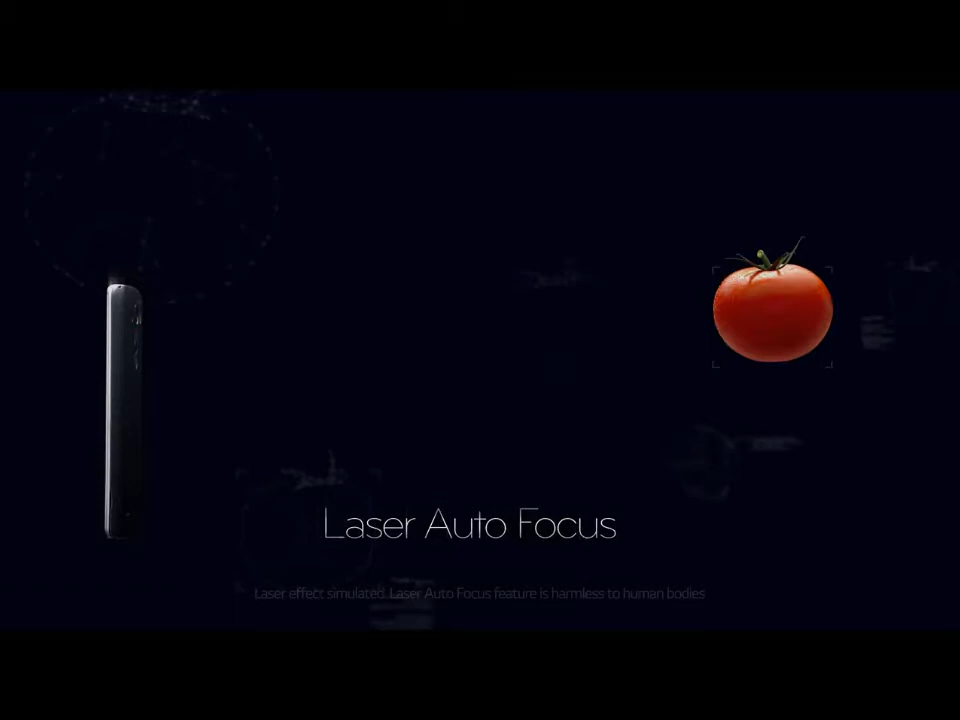 Laser Auto Focus
Laser effect simulated. Laser Auto Focus feature is harmless to human bodies